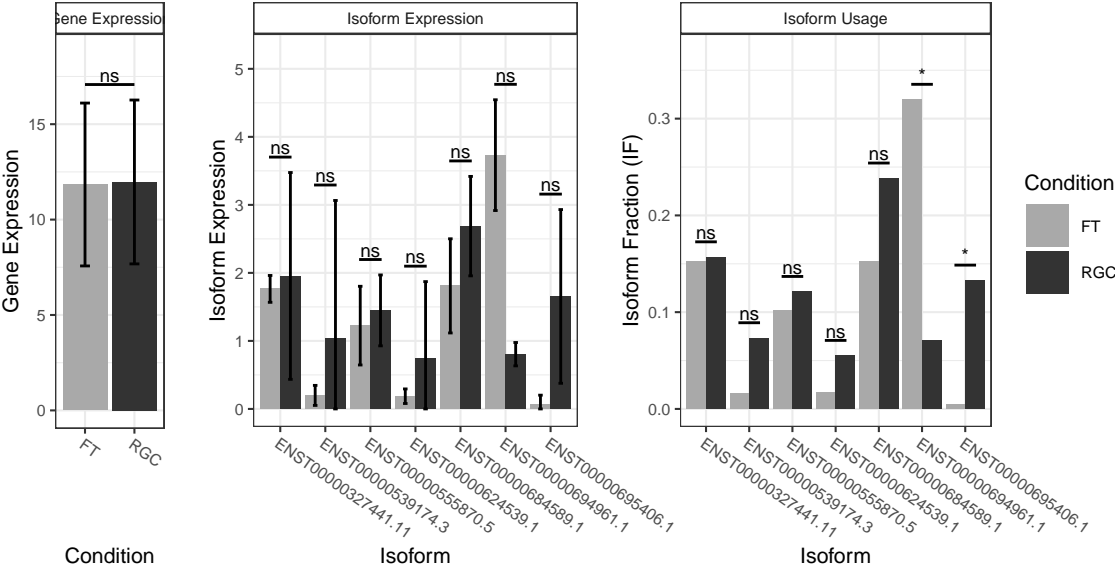 Gene Expression
Isoform Expression
Isoform Usage
Gene Expression
15
10
5
0
ns
FT
RGC
Condition
Isoform Expression
5
4
3
2
1
0
ns
ns
ns
ns
ns
ns
ns
ENST00000327441.11
ENST00000539174.3
ENST00000555870.5
ENST00000624539.1
ENST00000684589.1
ENST00000694961.1
ENST00000695406.1
Isoform
Isoform Fraction (IF)
0.3
0.2
0.1
0.0
ns
ns
ns
ns
ns
*
*
ENST00000327441.11
ENST00000539174.3
ENST00000555870.5
ENST00000624539.1
ENST00000684589.1
ENST00000694961.1
ENST00000695406.1
Isoform
Condition
FT
RGC